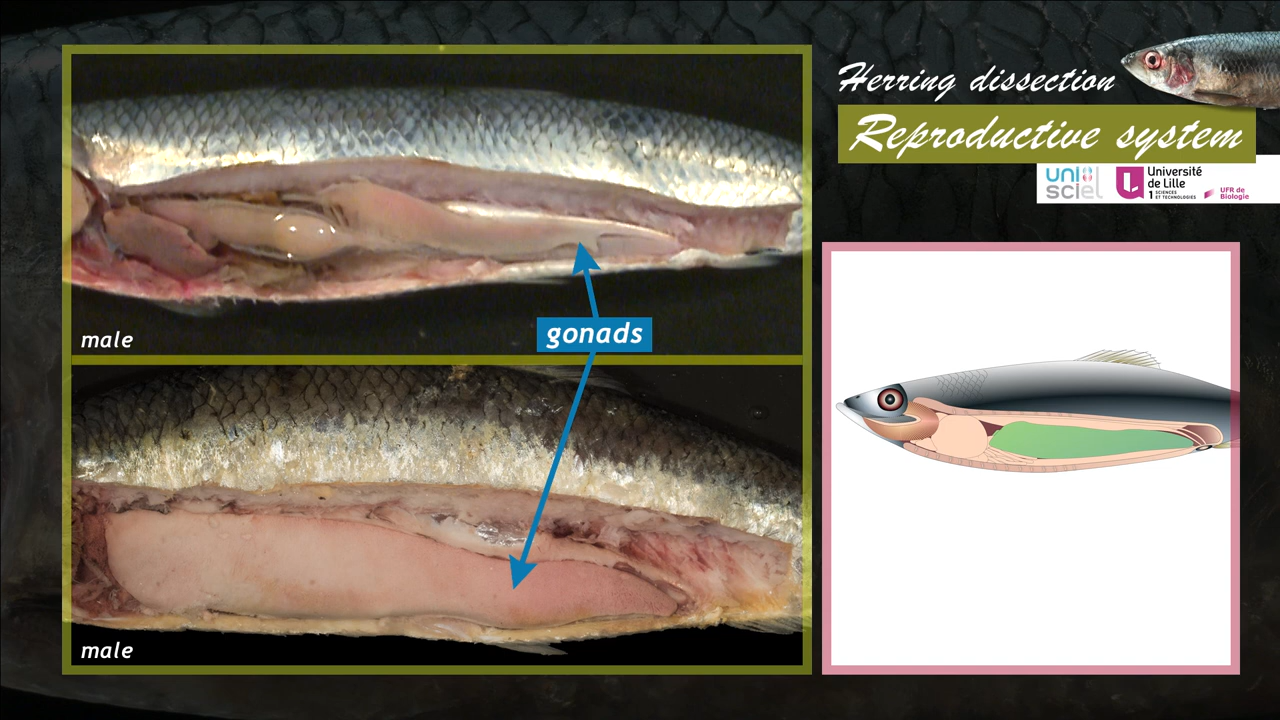 Herring dissection
Reproductive system
uni
sciel
Université
de Lille
1 SCIENCES
ET TECHNOLOGIES
UFR de
Biologie
male
gonads
male